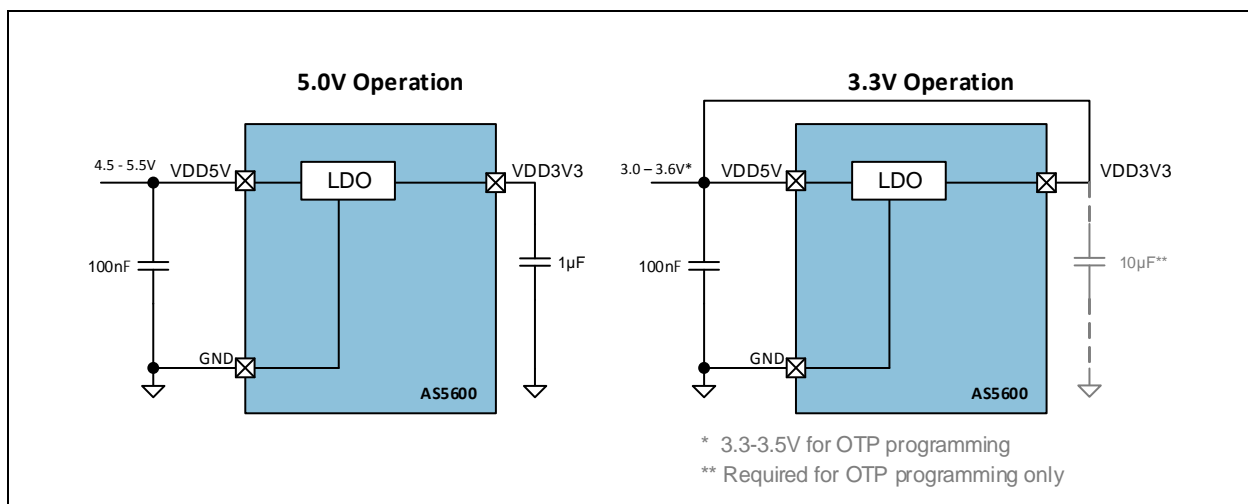 5.0V Operation
4.5 - 5.5V
VDD5V
LDO
VDD3V3
100nF
1µF
GND
AS5600
3.3V Operation
3.0 – 3.6V*
VDD5V
LDO
VDD3V3
100nF
10µF**
GND
AS5600
* 3.3-3.5V for OTP programming
** Required for OTP programming only